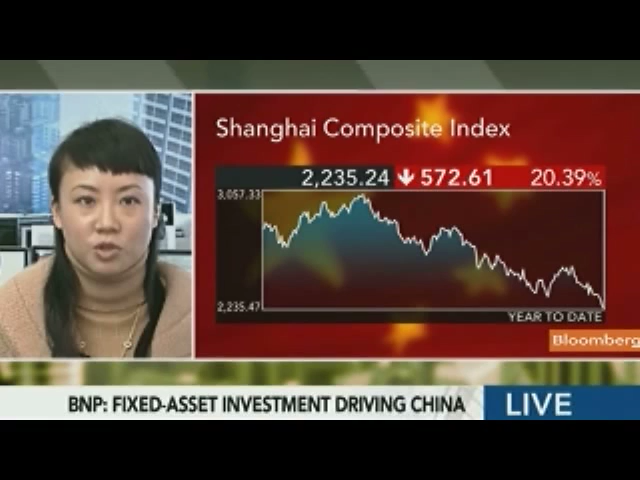 Shanghai Composite Index
2,235.24 572.61 20.39%
3,057.33
2,235.47
YEAR TO DATE
Bloomberg
BNP: FIXED-ASSET INVESTMENT DRIVING CHINA
LIVE